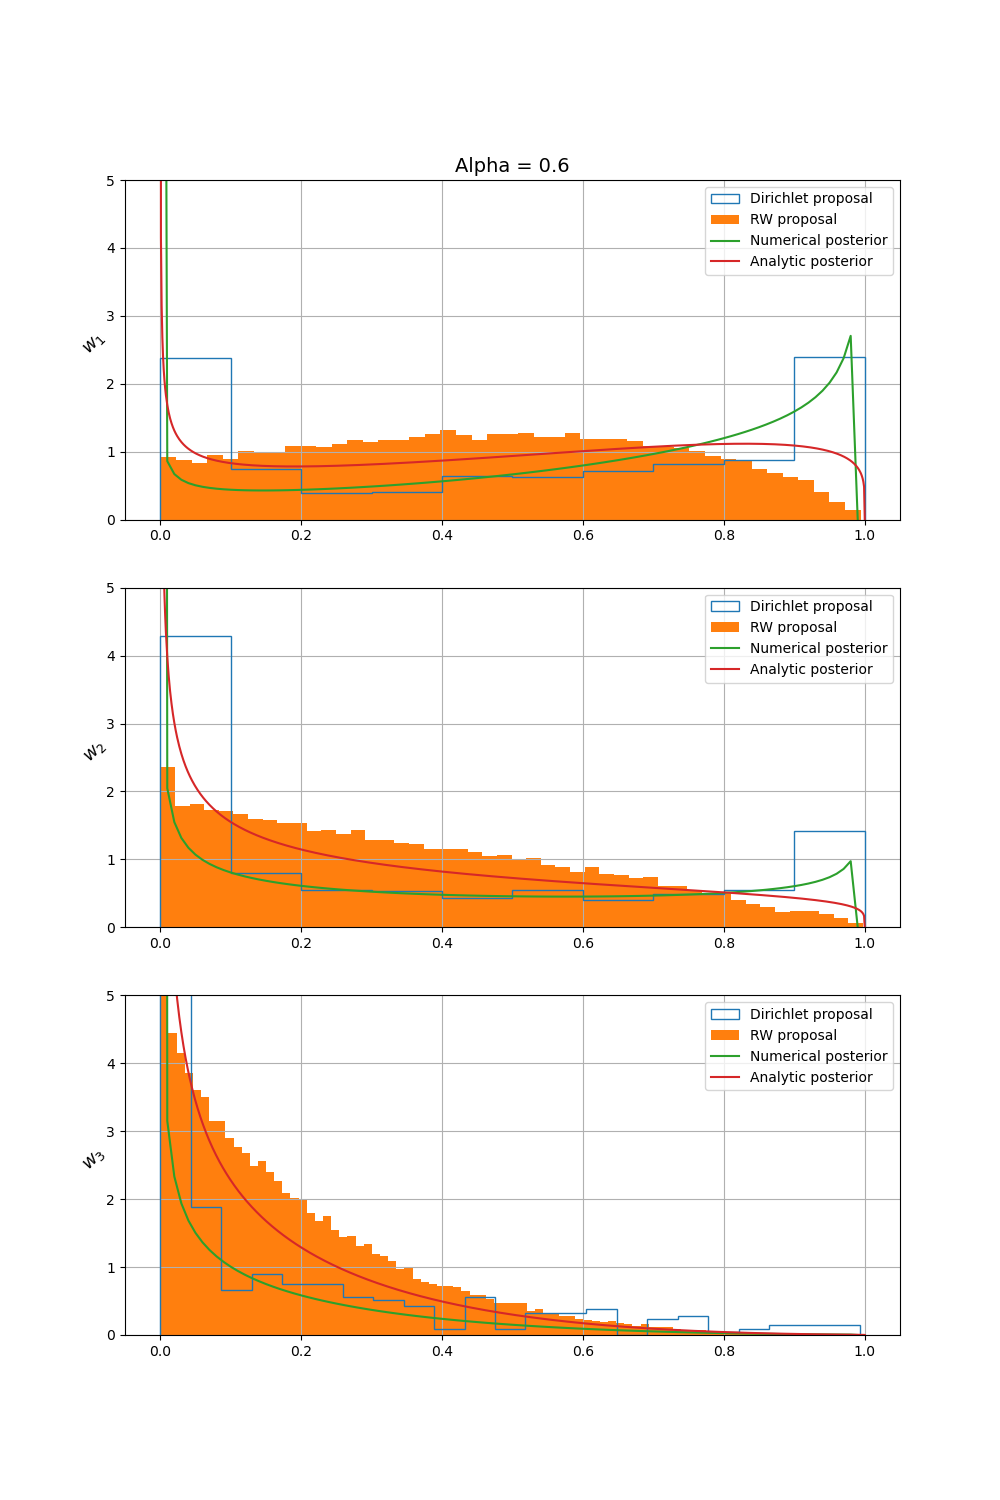 Alpha = 0.6
5
4
3
2
1
0
w1
Dirichlet proposal
RW proposal
Numerical posterior
Analytic posterior
0.0 0.2 0.4 0.6 0.8 1.0
5
4
3
2
1
0
w2
Dirichlet proposal
RW proposal
Numerical posterior
Analytic posterior
0.0 0.2 0.4 0.6 0.8 1.0
5
4
3
2
1
0
w3
Dirichlet proposal
RW proposal
Numerical posterior
Analytic posterior
0.0 0.2 0.4 0.6 0.8 1.0